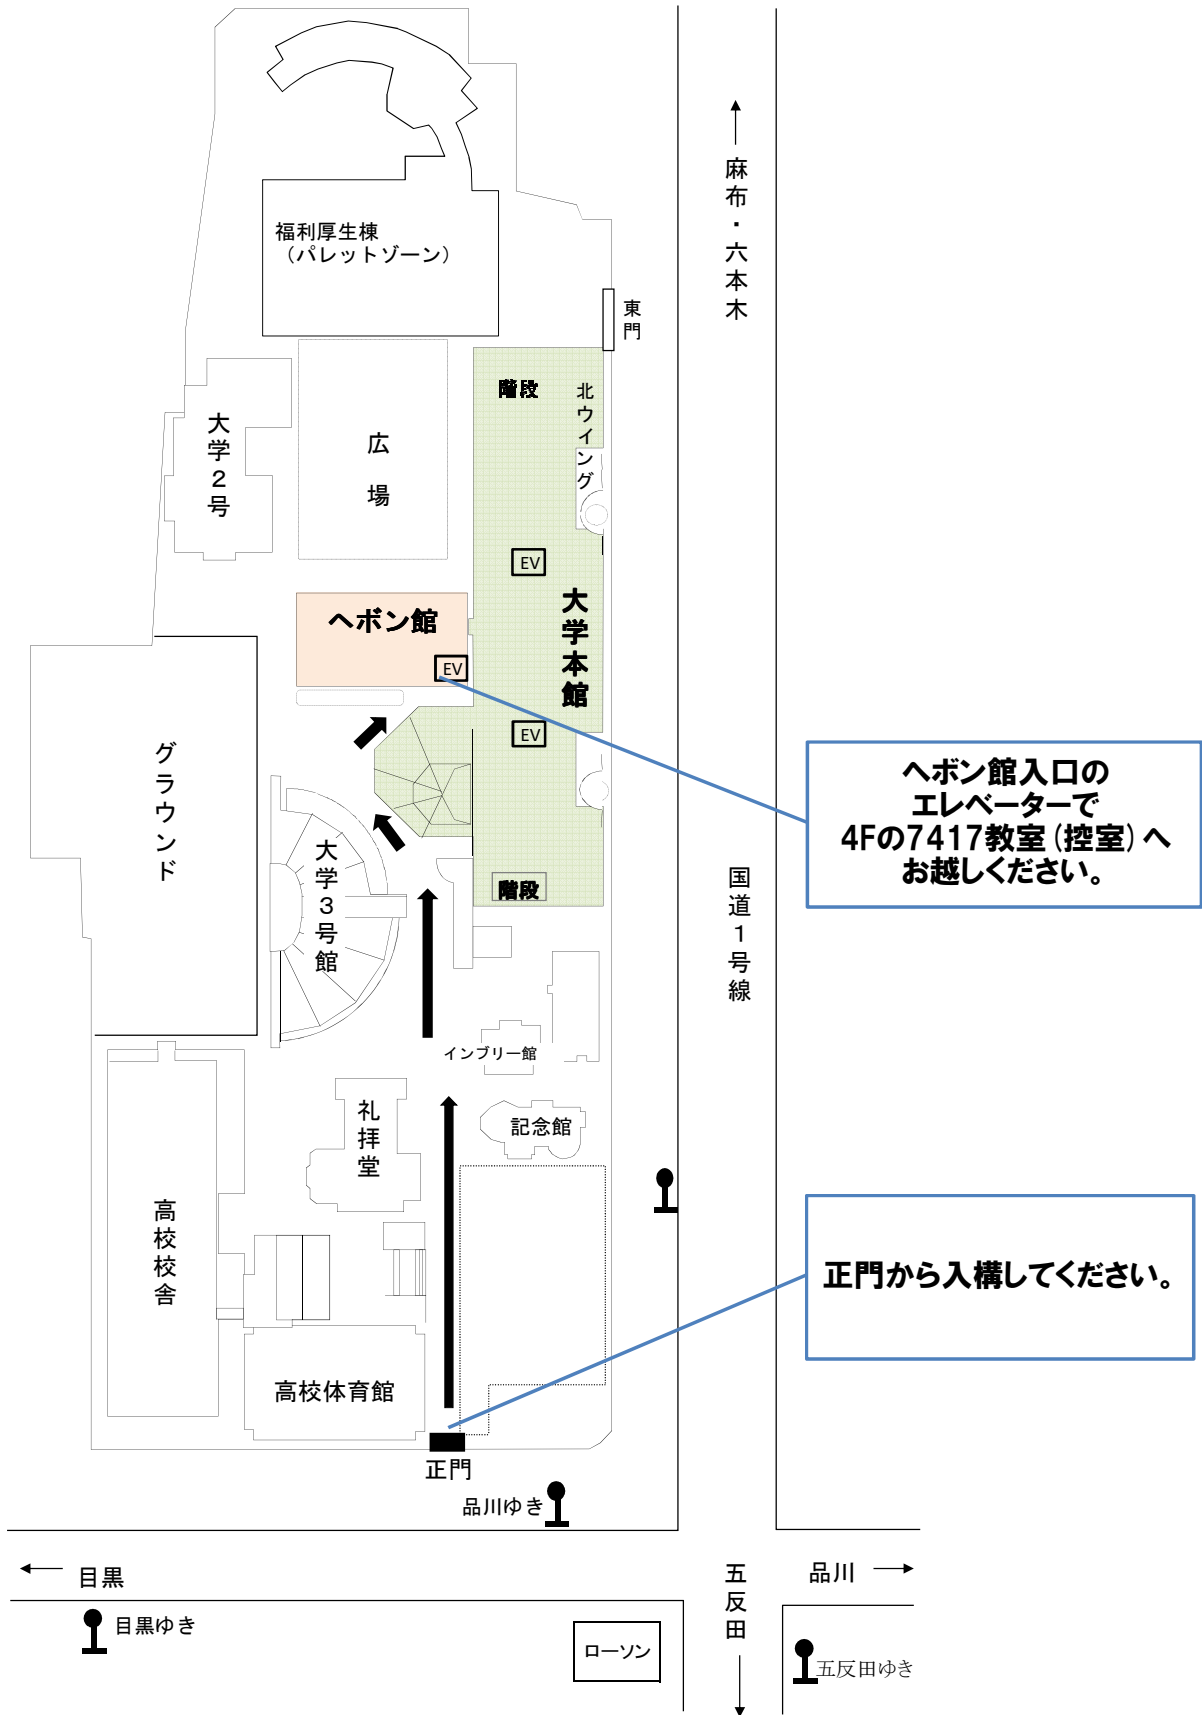 麻布・六本木
福利厚生棟
（パレットゾーン）
東門
階段
北ウイング
大学２号
広場
EV
大学本館
ヘボン館
EV
EV
グラウンド
ヘボン館入口の
エレベーターで
4Fの7417教室(控室)へ
お越しください。
大学３号館
階段
国道１号線
インブリー館
礼拝堂
記念館
高校校舎
正門から入構してください。
高校体育館
正門
品川ゆき
目黒
五反田
品川
目黒ゆき
ローソン
五反田ゆき